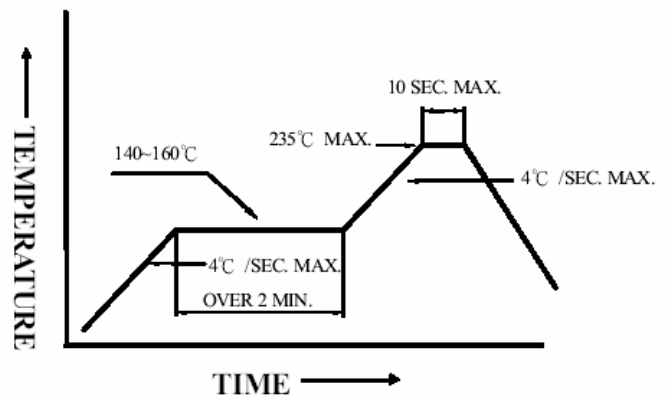 10 SEC. MAX.
235℃ MAX.
140~160℃
4℃ /SEC. MAX.
4℃ /SEC. MAX.
OVER 2 MIN.
TEMPERATURE
TIME